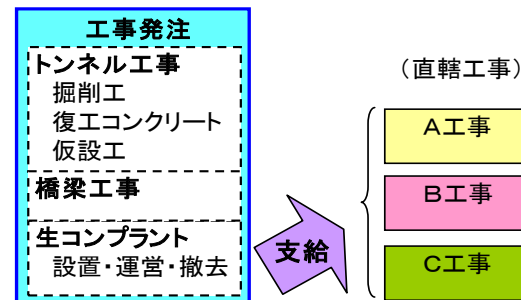 工事発注
トンネル工事
掘削工
復工コンクリート
仮設工
橋梁工事
生コンプラント
設置・運営・撤去
支給
（直轄工事）
A工事
B工事
C工事